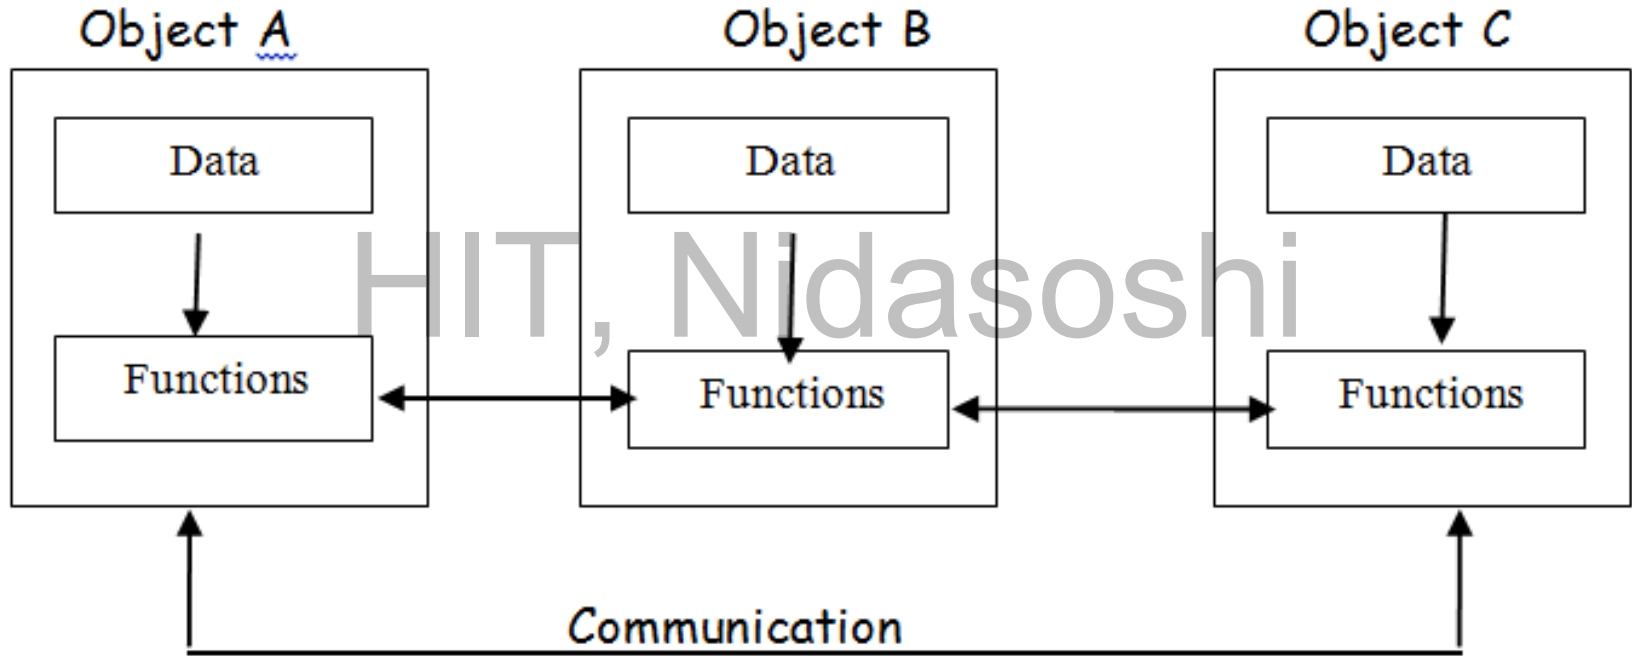 Object A Object B Object C
Data Data Data
HIT, Nidasoshi
Functions Functions Functions
Communication